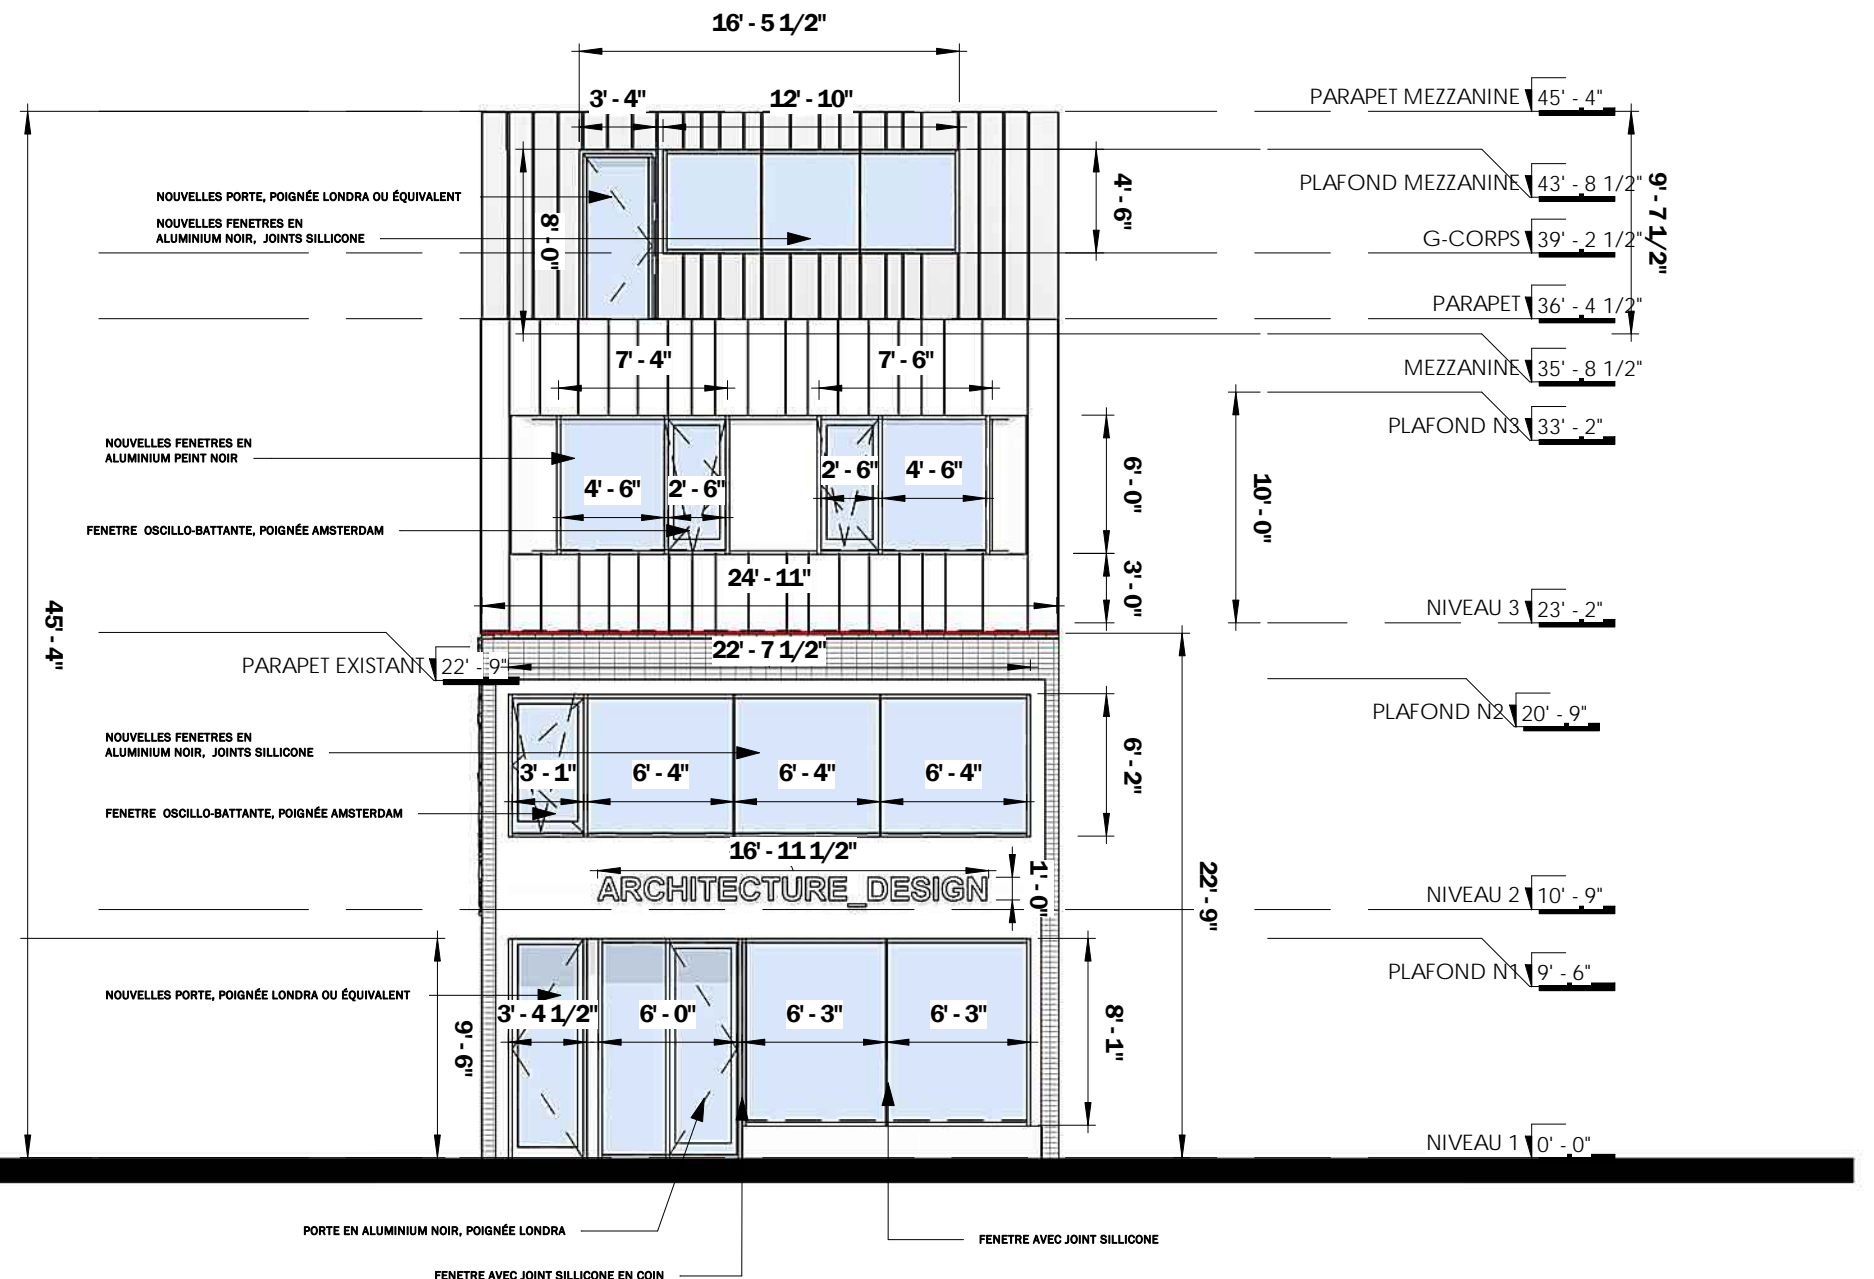 16' - 5 1/2"
3' - 4"
12' - 10"
PARAPET MEZZANINE 45' - 4"
PLAFOND MEZZANINE 43' - 8 1/2"
4' - 6"
9' - 7 1/2"
NOUVELLES PORTE, POIGNÉE LONDRA OU ÉQUIVALENT
NOUVELLES FENETRES EN
ALUMINIUM NOIR, JOINTS SILLICONE
8' - 0"
G-CORPS 39' - 2 1/2"
PARAPET 36' - 4 1/2"
7' - 4"
7' - 6"
MEZZANINE 35' - 8 1/2"
PLAFOND N3 33' - 2"
NOUVELLES FENETRES EN
ALUMINIUM PEINT NOIR
4' - 6"
2' - 6"
2' - 6"
4' - 6"
6' - 0"
10' - 0"
FENETRE OSCILLO-BATTANTE, POIGNÉE AMSTERDAM
24' - 11"
3' - 0"
NIVEAU 3 23' - 2"
45' - 4"
22' - 7 1/2"
PARAPET EXISTANT 22' - 9"
PLAFOND N2 20' - 9"
NOUVELLES FENETRES EN
ALUMINIUM NOIR, JOINTS SILLICONE
3' - 1"
6' - 4"
6' - 4"
6' - 4"
6' - 2"
FENETRE OSCILLO-BATTANTE, POIGNÉE AMSTERDAM
16' - 11 1/2"
ARCHITECTURE_DESIGN
1' - 0"
22' - 9"
NIVEAU 2 10' - 9"
PLAFOND N1 9' - 6"
NOUVELLES PORTE, POIGNÉE LONDRA OU ÉQUIVALENT
9' - 6"
3' - 4 1/2"
6' - 0"
6' - 3"
6' - 3"
8' - 1"
NIVEAU 1 0' - 0"
PORTE EN ALUMINIUM NOIR, POIGNÉE LONDRA
FENETRE AVEC JOINT SILLICONE
FENETRE AVEC JOINT SILLICONE EN COIN